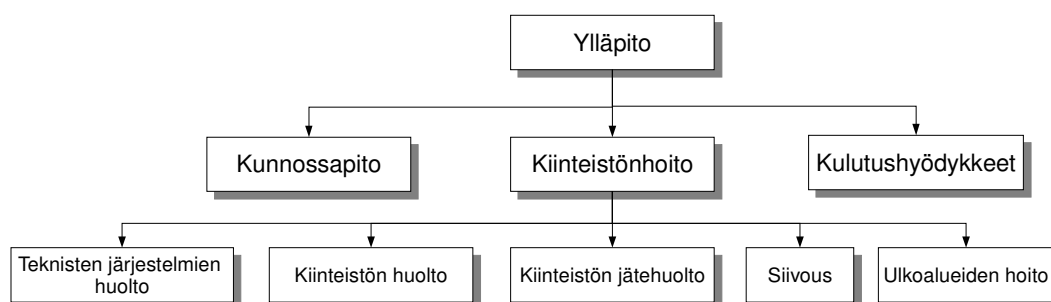 Ylläpito
Kunnossapito
Kiinteistönhoito
Kulutushyödykkeet
Teknisten järjestelmien
huolto
Kiinteistön huolto
Kiinteistön jätehuolto
Siivous
Ulkoalueiden hoito